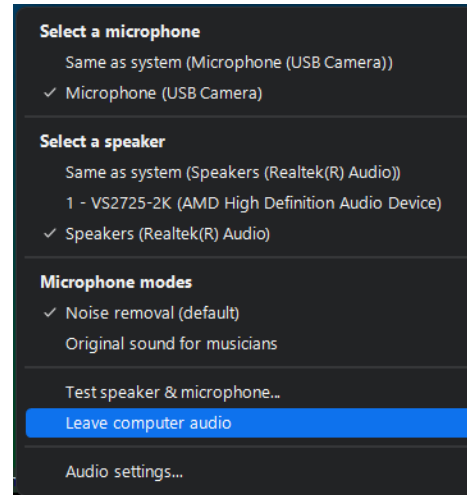 Select a microphone
Same as system (Microphone (USB Camera))
Microphone (USB Camera)
Select a speaker
Same as system (Speakers (Realtek(R) Audio))
1 - VS2725-2K (AMD High Definition Audio Device)
Speakers (Realtek(R) Audio)
Microphone modes
Noise removal (default)
Original sound for musicians
Test speaker & microphone...
Leave computer audio
Audio settings...